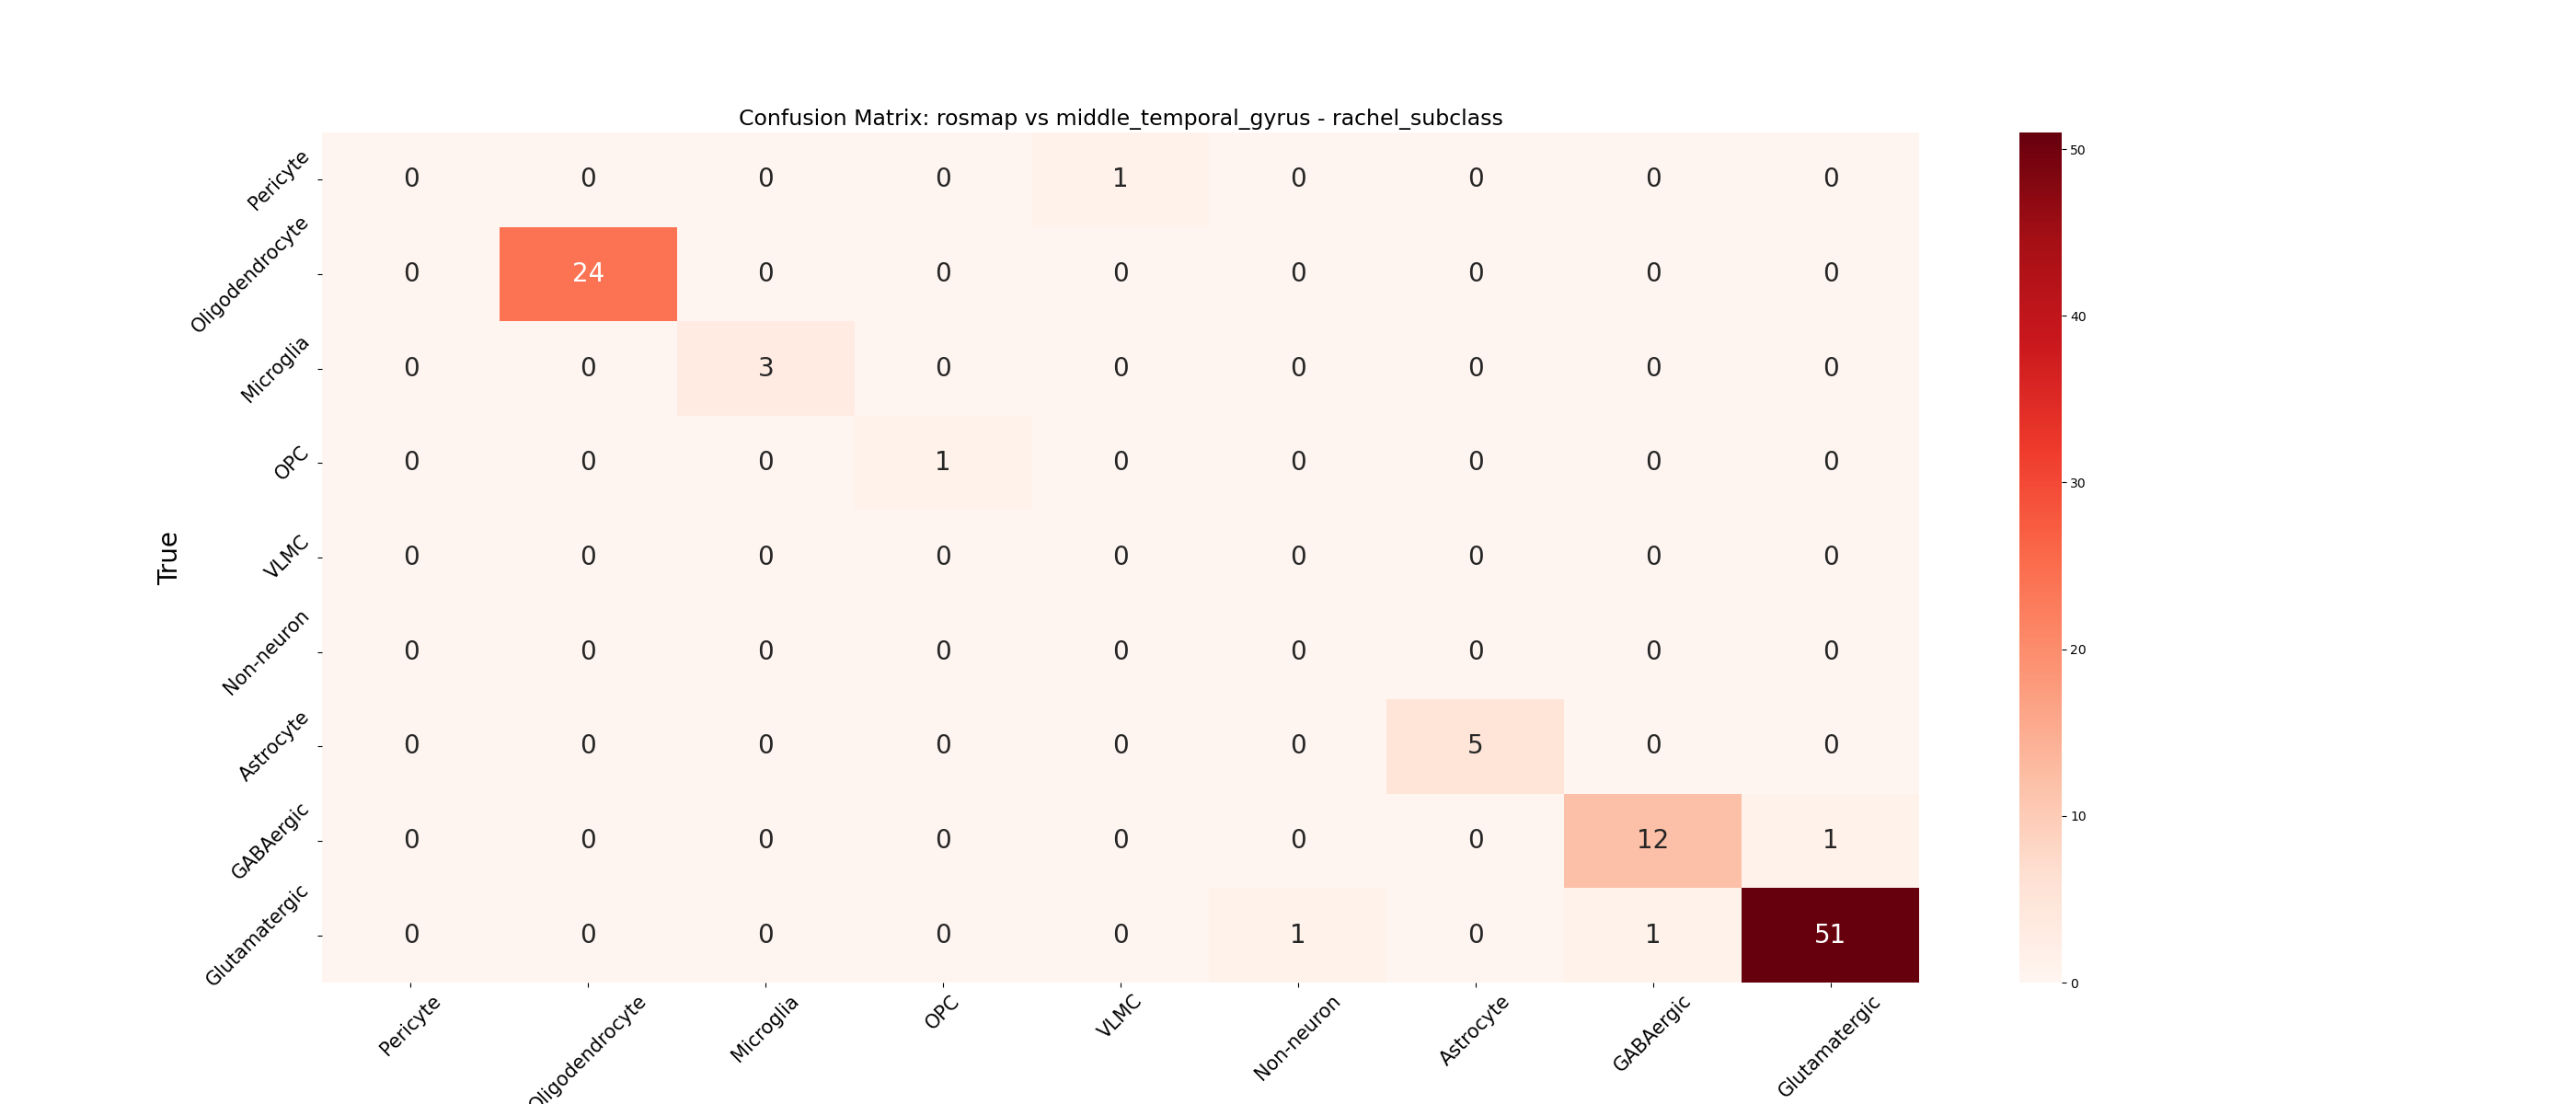 Confusion Matrix: rosmap vs middle_temporal_gyrus - rachel_subclass
True
Pericyte 0 0 0 0 1 0 0 0 0
Oligodendrocyte 0 24 0 0 0 0 0 0 0
Microglia 0 0 3 0 0 0 0 0 0
OPC 0 0 0 1 0 0 0 0 0
VLMC 0 0 0 0 0 0 0 0 0
Non-neuron 0 0 0 0 0 0 0 0 0
Astrocyte 0 0 0 0 0 0 5 0 0
GABAergic 0 0 0 0 0 0 0 12 1
Glutamatergic 0 0 0 0 0 1 0 1 51
Pericyte Oligodendrocyte Microglia OPC VLMC Non-neuron Astrocyte GABAergic Glutamatergic
50
40
30
20
10
0